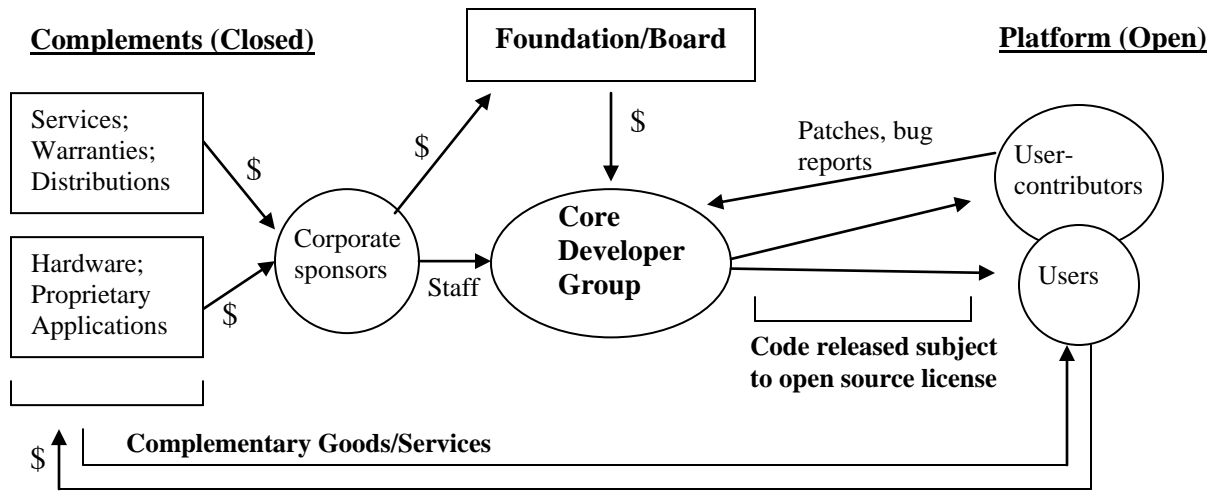 Complements (Closed)
Foundation/Board
Platform (Open)
Services;
Warranties;
Distributions
$
$
$
Patches, bug
reports
User-
contributors
Hardware;
Proprietary
Applications
$
Corporate
sponsors
Staff
Core
Developer
Group
Users
Code released subject
to open source license
$
Complementary Goods/Services